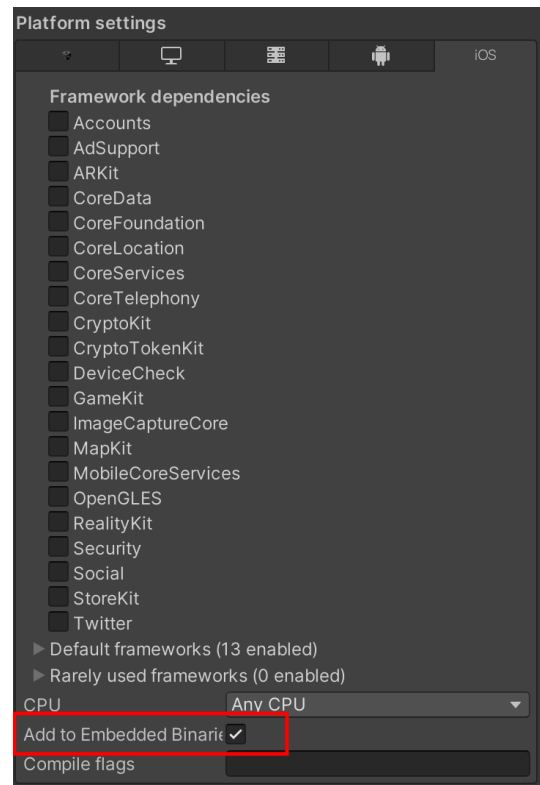 Platform settings
iOS
Framework dependencies
Accounts
AdSupport
ARKit
CoreData
CoreFoundation
CoreLocation
CoreServices
CoreTelephony
CryptoKit
CryptoTokenKit
DeviceCheck
GameKit
ImageCaptureCore
MapKit
MobileCoreServices
OpenGLES
RealityKit
Security
Social
StoreKit
Twitter
Default frameworks (13 enabled)
Rarely used frameworks (0 enabled)
CPU Any CPU
Add to Embedded Binarie
Compile flags